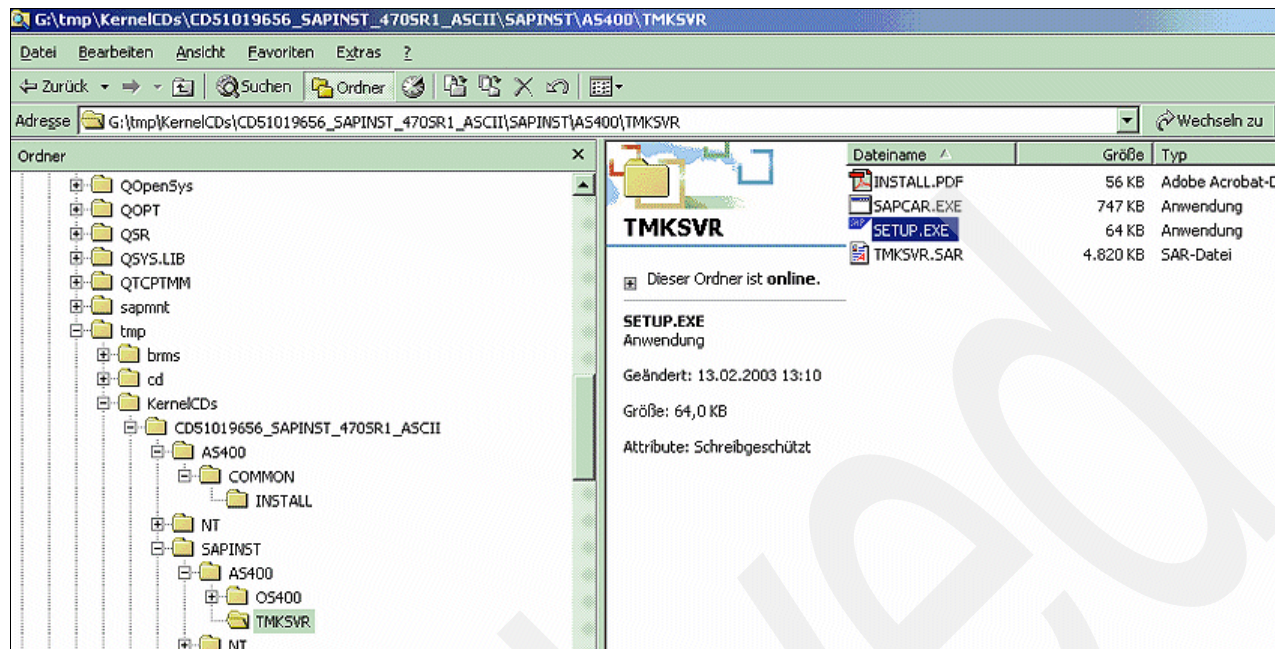 G:\tmp\KernelCDs\CD51019656_SAPINST_470SR1_ASCII\SAPINST\AS400\TMKSVR
Datei Bearbeiten Ansicht Favoriten Extras ?
Zurück Suchen Ordner
Adresse G:\tmp\KernelCDs\CD51019656_SAPINST_470SR1_ASCII\SAPINST\AS400\TMKSVR Wechseln zu
Ordner
QOpenSys
QOPT
QSR
QSYS.LIB
QTCPTMM
sapmnt
tmp
brms
cd
KernelCDs
CD51019656_SAPINST_470SR1_ASCII
AS400
COMMON
INSTALL
NT
SAPINST
AS400
OS400
TMKSVR
NT
TMKSVR
Dieser Ordner ist online.
SETUP.EXE
Anwendung
Geändert: 13.02.2003 13:10
Größe: 64,0 KB
Attribute: Schreibgeschützt
Dateiname Größe Typ
INSTALL.PDF 56 KB Adobe Acrobat-D
SAPCAR.EXE 747 KB Anwendung
SETUP.EXE 64 KB Anwendung
TMKSVR.SAR 4.820 KB SAR-Datei